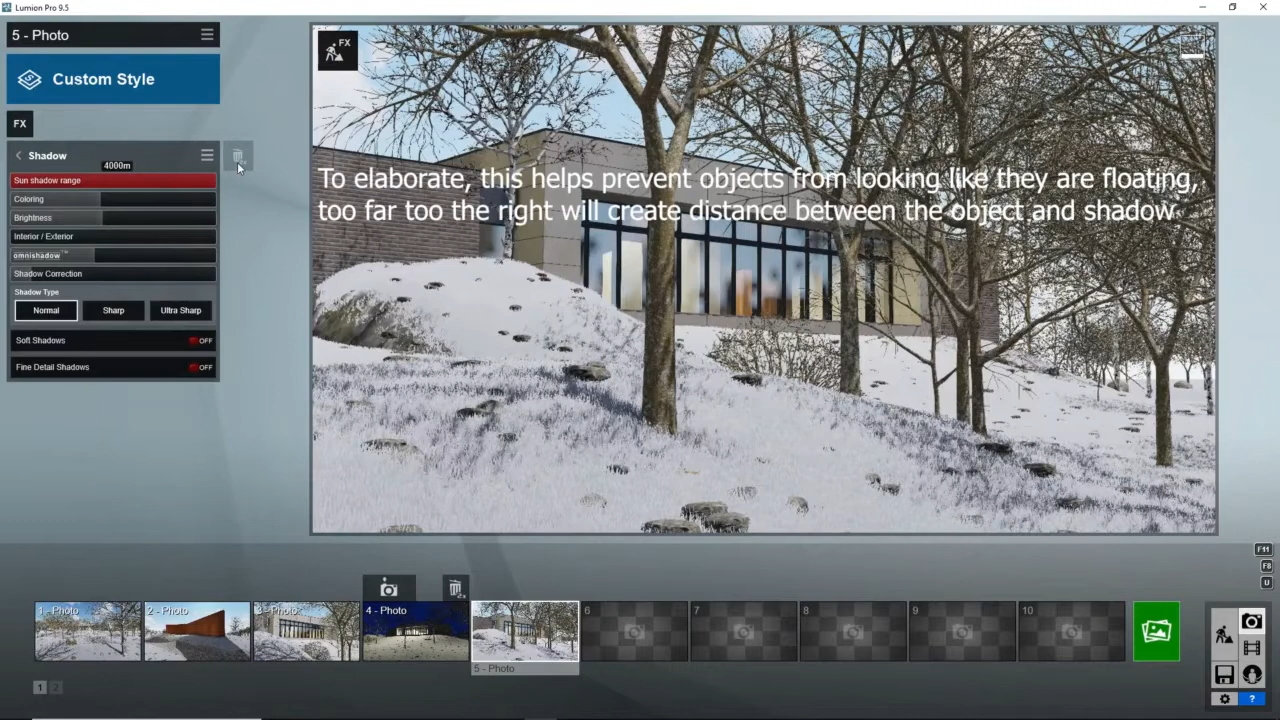 Lumion Pro 9.5
5 - Photo
Custom Style
FX
FX
Shadow
4000m
Sun shadow range
Coloring
Brightness
Interior / Exterior
omnishadow™
Shadow Correction
Shadow Type
Normal
Sharp
Ultra Sharp
Soft Shadows
OFF
Fine Detail Shadows
OFF
To elaborate, this helps prevent objects from looking like they are floating,
too far too the right will create distance between the object and shadow
F11
F8
U
1 - Photo
2 - Photo
3 - Photo
4 - Photo
6
7
8
9
10
5 - Photo
1
2
?